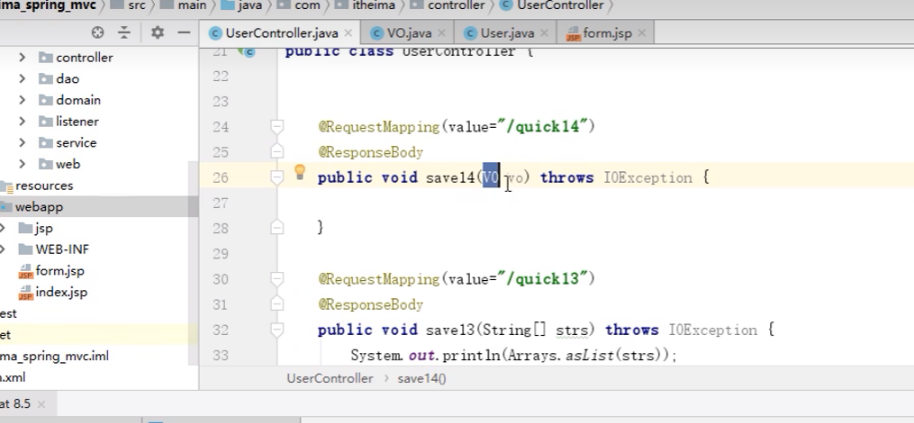 ima_spring_mvc src main java com itheima controller UserController
UserController.java VO.java User.java form.jsp
controller
dao
domain
listener
service
web
resources
webapp
jsp
WEB-INF
form.jsp
index.jsp
est
et
ma_spring_mvc.iml
.xml
21 public class UserController {
22
23
24 @RequestMapping(value="/quick14")
25 @ResponseBody
26 public void save14(VO vo) throws IOException {
27
28 }
29
30 @RequestMapping(value="/quick13")
31 @ResponseBody
32 public void save13(String[] strs) throws IOException {
33 System.out.println(Arrays.asList(strs));
UserController > save14()
at 8.5